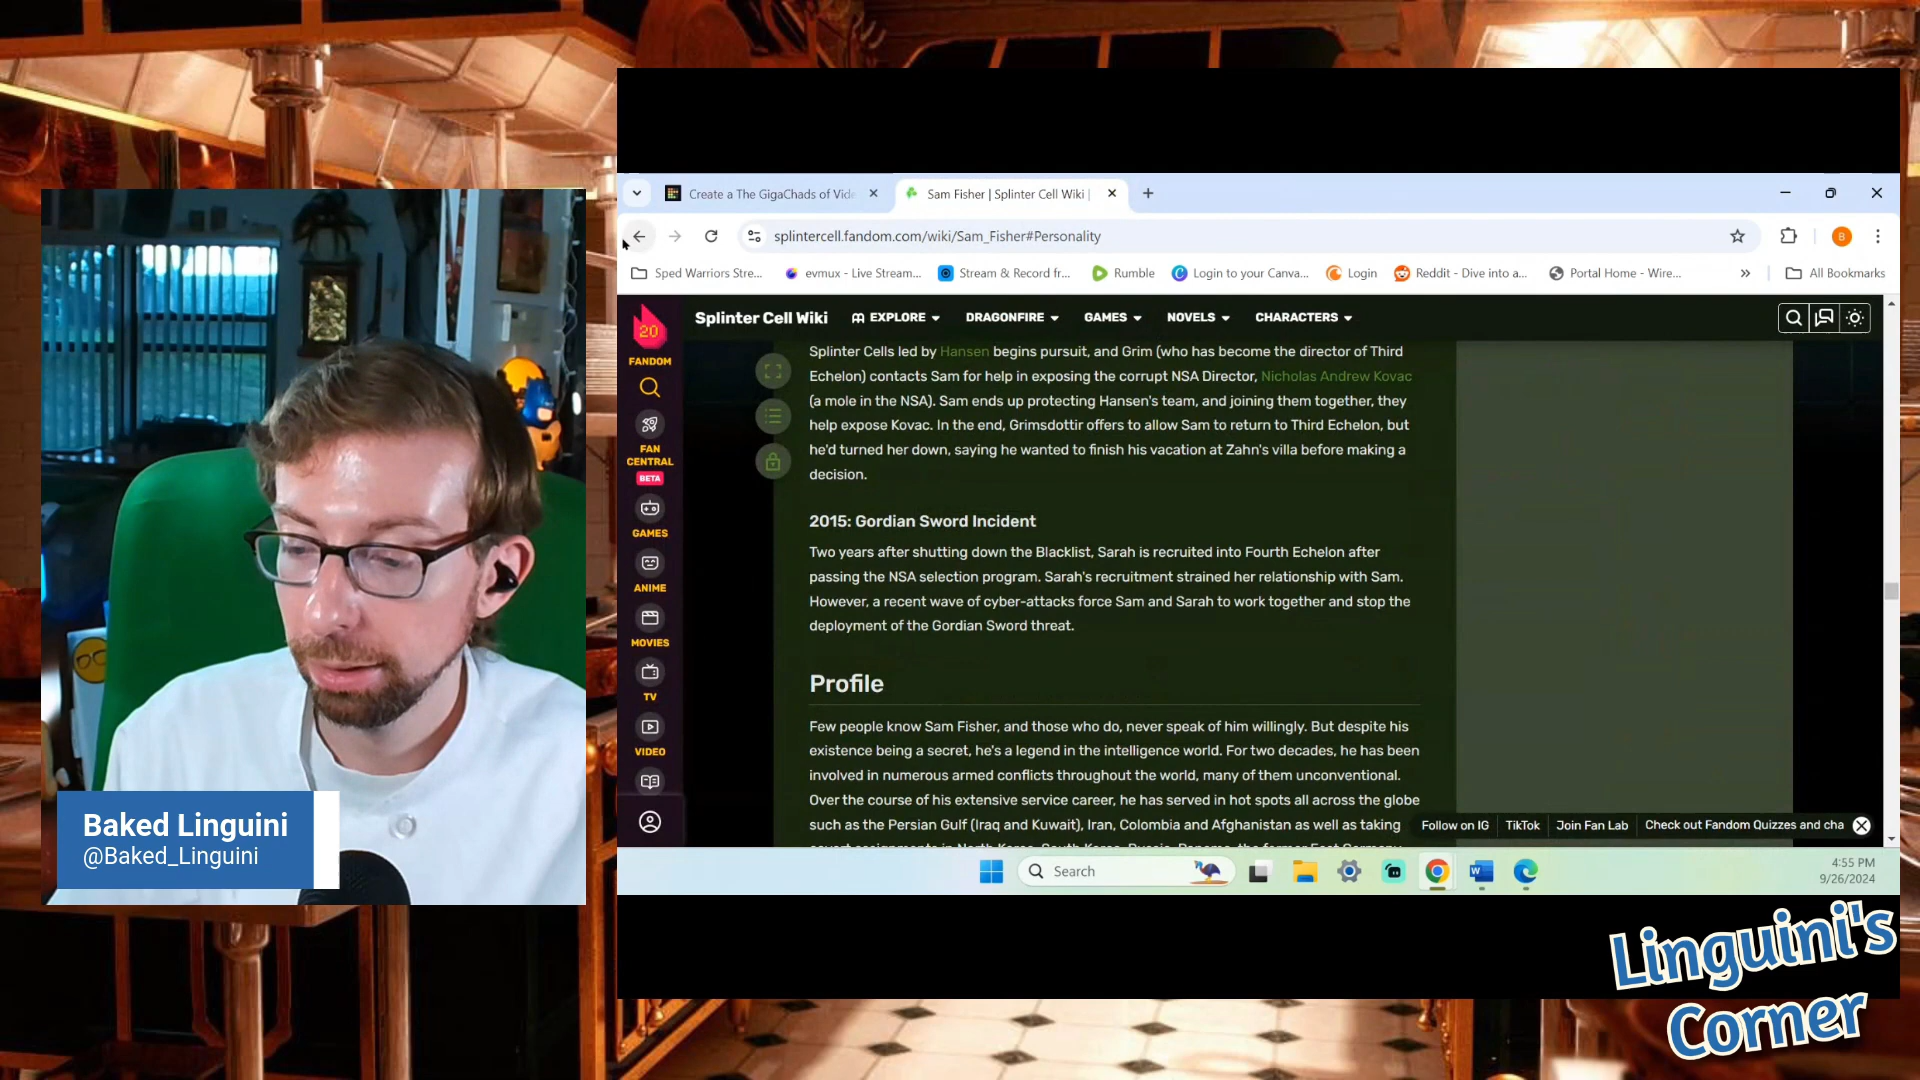 Create a The GigaChads of Vide
Sam Fisher | Splinter Cell Wiki |
splintercell.fandom.com/wiki/Sam_Fisher#Personality
B
Sped Warriors Stre...
evmux - Live Stream...
Stream & Record fr...
Rumble
Login to your Canva...
Login
Reddit - Dive into a...
Portal Home - Wire...
All Bookmarks
20
FANDOM
Splinter Cell Wiki
EXPLORE
DRAGONFIRE
GAMES
NOVELS
CHARACTERS
FAN
CENTRAL
BETA
GAMES
ANIME
MOVIES
TV
VIDEO
Splinter Cells led by Hansen begins pursuit, and Grim (who has become the director of Third
Echelon) contacts Sam for help in exposing the corrupt NSA Director, Nicholas Andrew Kovac
(a mole in the NSA). Sam ends up protecting Hansen's team, and joining them together, they
help expose Kovac. In the end, Grimsdottir offers to allow Sam to return to Third Echelon, but
he'd turned her down, saying he wanted to finish his vacation at Zahn's villa before making a
decision.
2015: Gordian Sword Incident
Two years after shutting down the Blacklist, Sarah is recruited into Fourth Echelon after
passing the NSA selection program. Sarah's recruitment strained her relationship with Sam.
However, a recent wave of cyber-attacks force Sam and Sarah to work together and stop the
deployment of the Gordian Sword threat.
Profile
Few people know Sam Fisher, and those who do, never speak of him willingly. But despite his
existence being a secret, he's a legend in the intelligence world. For two decades, he has been
involved in numerous armed conflicts throughout the world, many of them unconventional.
Over the course of his extensive service career, he has served in hot spots all across the globe
such as the Persian Gulf (Iraq and Kuwait), Iran, Colombia and Afghanistan as well as taking
Follow on IG
TikTok
Join Fan Lab
Check out Fandom Quizzes and cha
Search
W
4:55 PM
9/26/2024
Baked Linguini
@Baked_Linguini
Linguini's
Corner